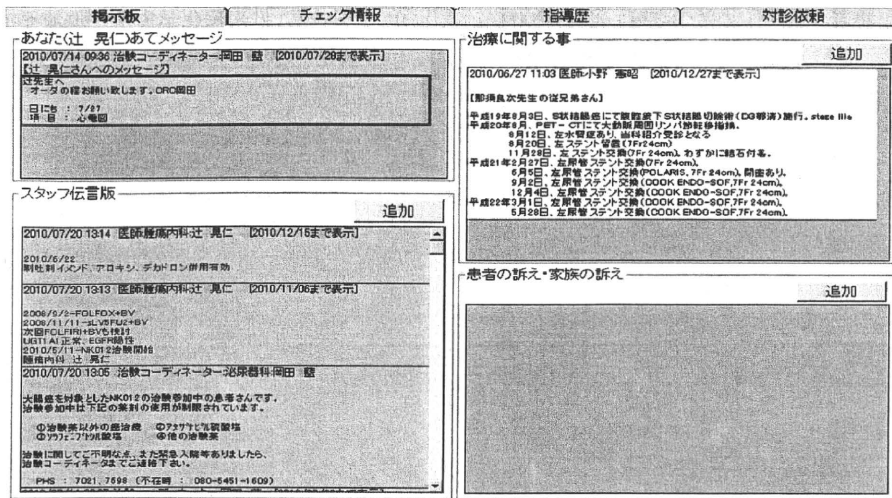 掲示板
チェック情報
指導歴
対診依頼
あなた(辻 晃仁)あてメッセージ
2010/07/14 09:36 治験コーディネーター:岡田 藍 [2010/07/28まで表示]
【辻 晃仁さんへのメッセージ】
辻先生へ
オーダの確お願い致します。CRC岡田
日にち : 7/27
項 目 : 心電図
スタッフ伝言版
追加
2010/07/20 13:14 医師:腫瘍内科:辻 晃仁 [2010/12/15まで表示]
2010/6/22
制吐剤イメンド、アロキシ、デカドロン併用有効
2010/07/20 13:13 医師:腫瘍内科:辻 晃仁 [2010/11/06まで表示]
2008/9/2-FOLFOX+BV
2008/11/11-sLV5FU2+BV
次回FOLFIRI+BVも検討
UGT1A1正常、EGFR陽性
2010/5/11-NK012治験開始
腫瘍内科 辻 晃仁
2010/07/20 13:05 治験コーディネーター:泌尿器科:岡田 藍
大腸癌を対象としたNK012の治験参加中の患者さんです。
治験参加中は下記の薬剤の使用が制限されています。
①治験薬以外の癌治療 ②アタザナビル硫酸塩
④他の治験薬
治験に関してご不明な点、また緊急入院等ありましたら、
治験コーディネータまでご連絡下さい。
PHS : 7021,7598 (不在時 : 080-6451-1609)
治療に関する事
追加
2010/06/27 11:03 医師:小野 憲昭 [2010/12/27まで表示]
【那須良次先生の従兄弟さん】
平成19年8月3日、S状結腸癌にて腹腔鏡下S状結腸切除術(DG郭清)施行。stage IIIa
平成20年8月、PET-CTにて大動脈周囲リンパ節転移指摘。
8月12日、左水腎症あり、当科紹介受診となる
8月20日、左ステント留置(7Fr24cm)
11月28日、左ステント交換(7Fr 24cm)、わずかに結石付着。
平成21年2月27日、左尿管ステント交換(7Fr 24cm)、
6月5日、左尿管ステント交換(POLARIS、7Fr 24cm)、閉塞あり。
9月2日、左尿管ステント交換(COOK ENDO-SOF,7Fr 24cm)、
12月4日、左尿管ステント交換(COOK ENDO-SOF,7Fr 24cm)、
平成22年3月1日、左尿管ステント交換(COOK ENDO-SOF,7Fr 24cm)、
5月28日、左尿管ステント交換(COOK ENDO-SOF,7Fr 24cm)、
患者の訴え・家族の訴え
追加